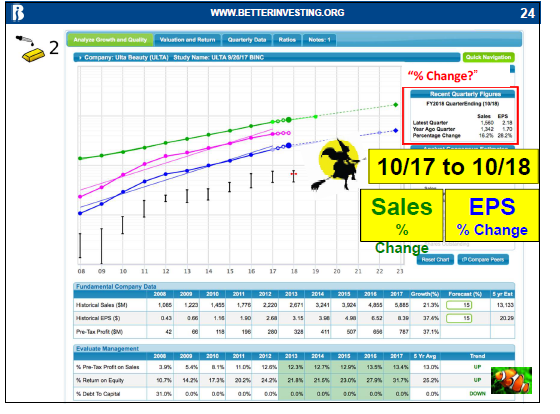 B
WWW.BETTERINVESTING.ORG
24
2
Analyze Growth and Quality
Valuation and Return
Quarterly Data
Ratios
Notes: 1
Company: Ulta Beauty (ULTA) Study Name: ULTA 9/26/17 BINC
Quick Navigation
"% Change?"
Recent Quarterly Figures
FY2018 QuarterEnding (10/18)
Sales EPS
Latest Quarter 1,560 2.18
Year Ago Quarter 1,342 1.70
Percentage Change 16.2% 28.2%
10/17 to 10/18
Sales
%
Change
EPS
% Change
Reset Chart
Compare Peers
08 09 10 11 12 13 14 15 16 17 18 19 20 21 22 23
Fundamental Company Data
2008 2009 2010 2011 2012 2013 2014 2015 2016 2017 Growth(%) Forecast (%) 5 yr Est
Historical Sales ($M) 1,085 1,223 1,455 1,776 2,220 2,671 3,241 3,924 4,855 5,885 21.3% 15 13,133
Historical EPS ($) 0.43 0.66 1.16 1.90 2.68 3.15 3.98 4.98 6.52 8.39 37.4% 15 20.29
Pre-Tax Profit ($M) 42 66 118 196 280 328 411 507 656 787 37.1%
Evaluate Management
2008 2009 2010 2011 2012 2013 2014 2015 2016 2017 5 Yr Avg Trend
% Pre-Tax Profit on Sales 3.9% 5.4% 8.1% 11.0% 12.6% 12.3% 12.7% 12.9% 13.5% 13.4% 13.0% UP
% Return on Equity 10.7% 14.2% 17.3% 20.2% 24.2% 21.8% 21.5% 23.0% 27.9% 31.7% 25.2% UP
% Debt To Capital 31.0% 0.0% 0.0% 0.0% 0.0% 0.0% 0.0% 0.0% 0.0% 0.0% 0.0% DOWN